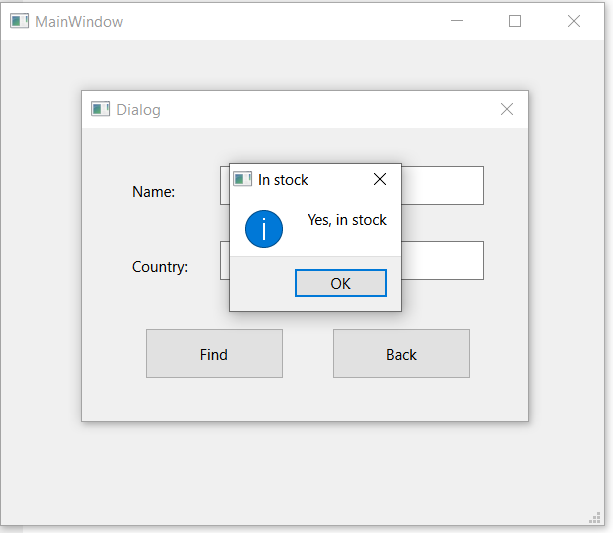 MainWindow
Dialog
In stock
Name:
Yes, in stock
Country:
OK
Find
Back